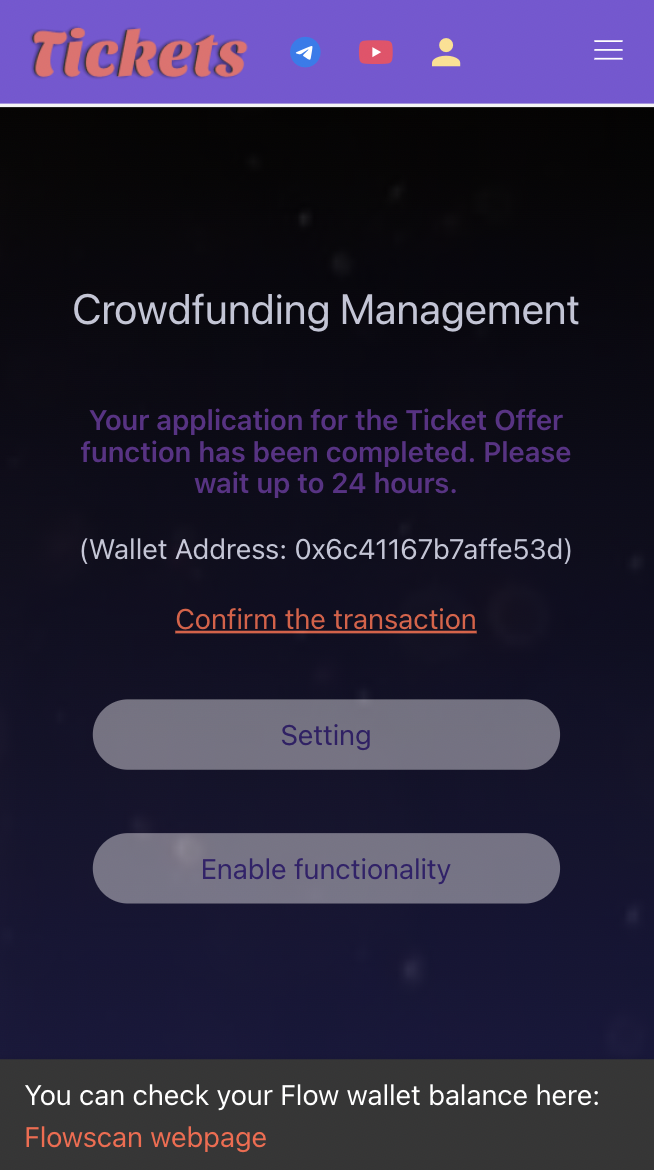 Tickets
Crowdfunding Management
Your application for the Ticket Offer
function has been completed. Please
wait up to 24 hours.
(Wallet Address: 0x6c41167b7affe53d)
Confirm the transaction
Setting
Enable functionality
You can check your Flow wallet balance here:
Flowscan webpage